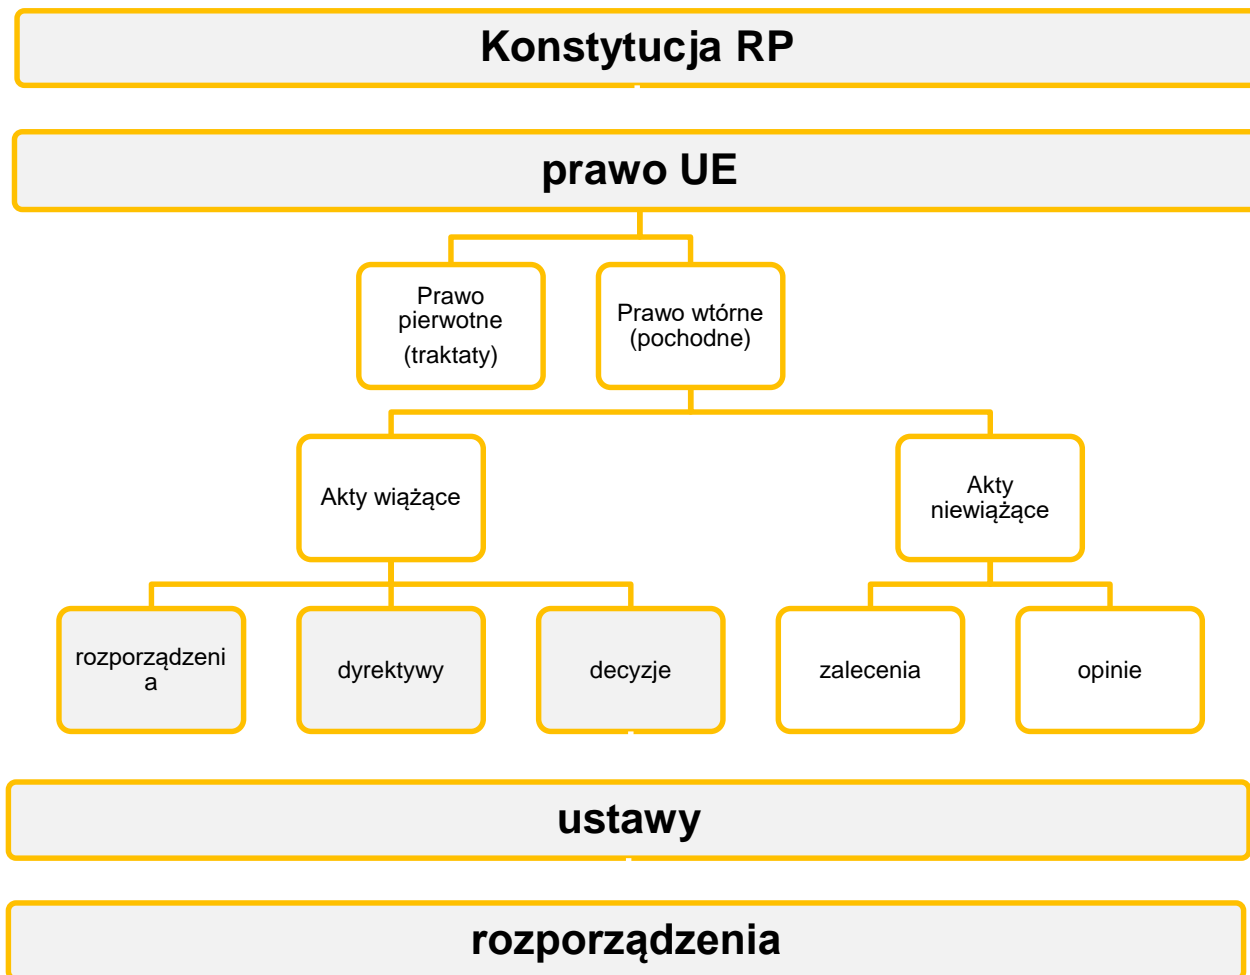 Konstytucja RP
prawo UE
Prawo
pierwotne
(traktaty)
Prawo wtórne
(pochodne)
Akty wiążące
Akty
niewiążące
rozporządzeni
a
dyrektywy
decyzje
zalecenia
opinie
ustawy
rozporządzenia